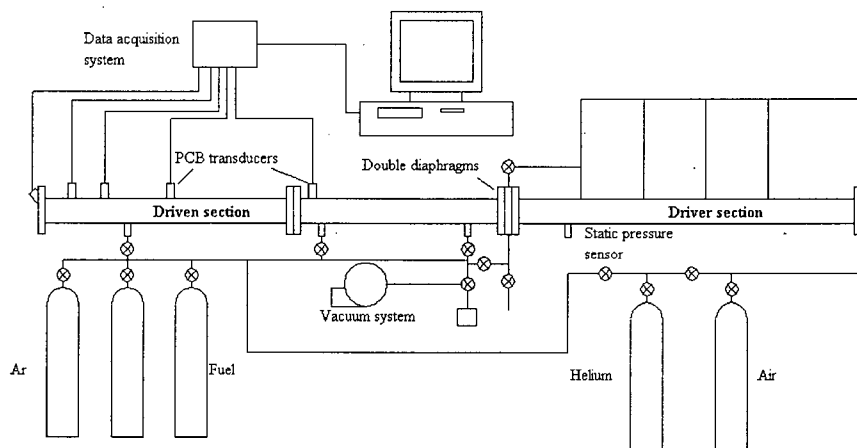 Data acquisition
system
PCB transducers
Double diaphragms
Driven section
Driver section
Static pressure
sensor
Vacuum system
Ar
Fuel
Helium
Air